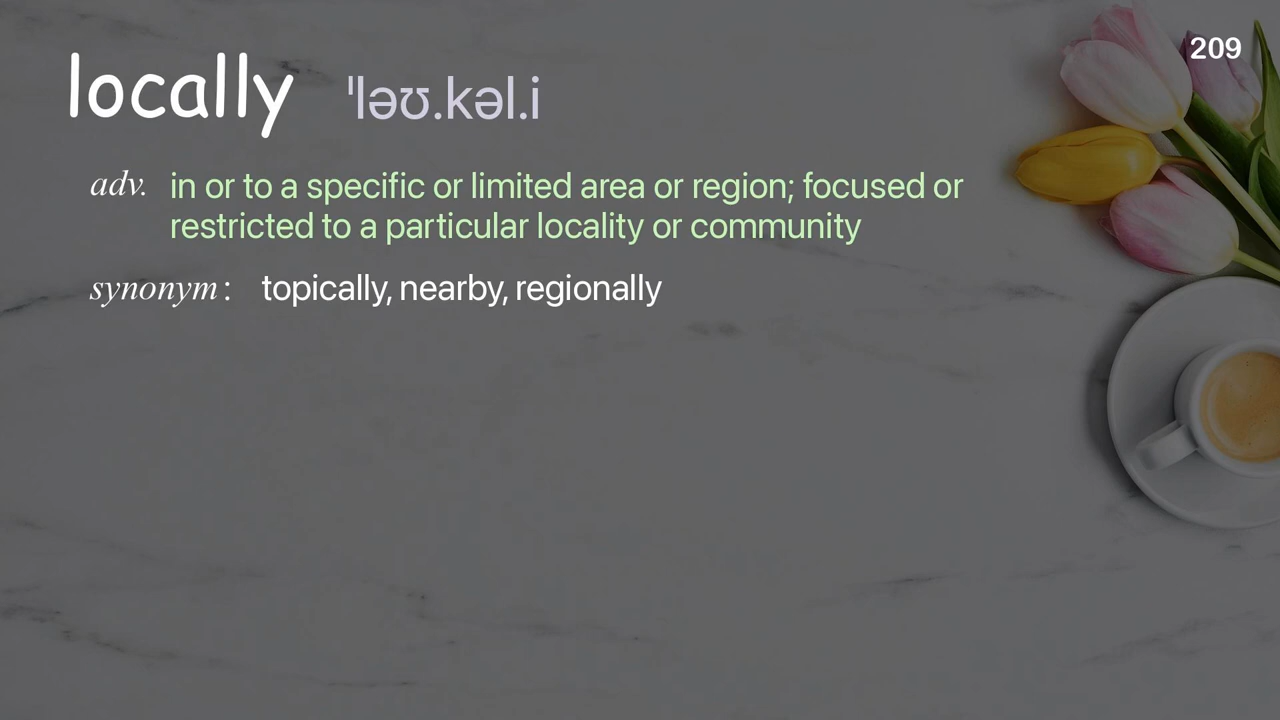 209
locally ˈləʊ.kəl.i
adv. in or to a specific or limited area or region; focused or
restricted to a particular locality or community
synonym: topically, nearby, regionally